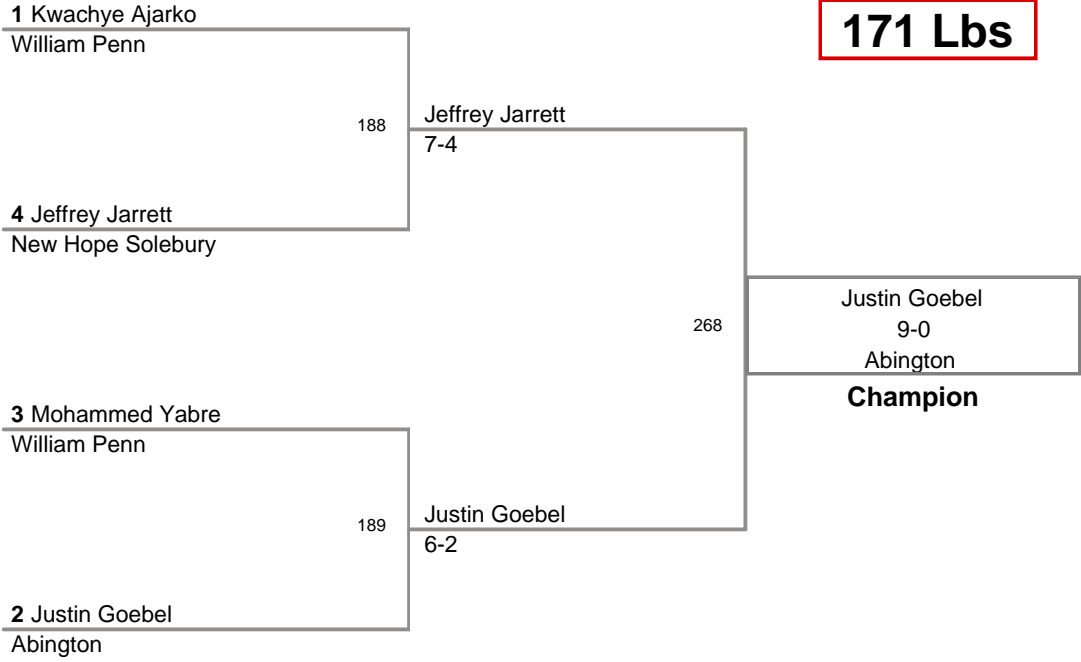 1 Kwachye Ajarko
William Penn
171 Lbs
188
Jeffrey Jarrett
7-4
4 Jeffrey Jarrett
New Hope Solebury
268
Justin Goebel
9-0
Abington
Champion
3 Mohammed Yabre
William Penn
189
Justin Goebel
6-2
2 Justin Goebel
Abington